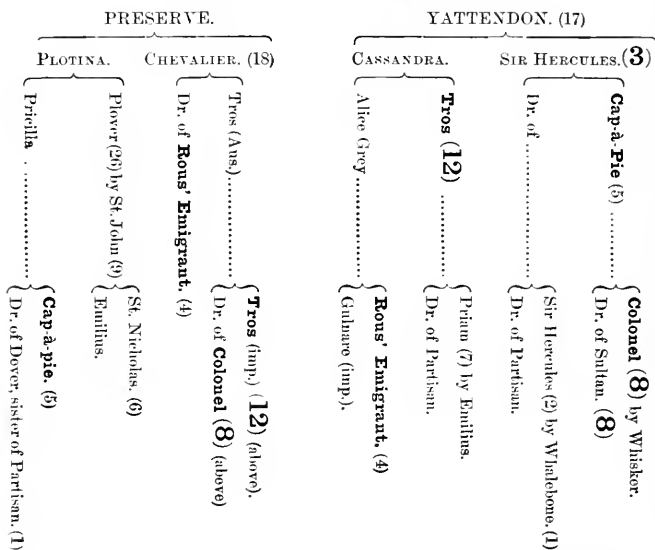 PRESERVE.
PLOTINA.
CHEVALIER. (18)
Pricilla ..................
Plover (26) by St. John (9)
Dr. of Rous' Emigrant. (4)
Tros (Aus.)..................
Dr. of Dover, sister of Partisan. (1)
Cap-à-pie. (5)
Emilius.
St. Nicholas. (6)
Dr. of Colonel (8) (above)
Tros (imp.) (12) (above).
YATTENDON. (17)
CASSANDRA.
SIR HERCULES.(3)
Alice Grey..................
Tros (12) ..................
Dr. of ..................
Cap-à-Pie (5) ..................
Gulnare (imp.).
Rous' Emigrant. (4)
Dr. of Partisan.
Priam (7) by Emilius.
Dr. of Partisan.
Sir Hercules (2) by Whalebone. (1)
Dr. of Sultan. (8)
Colonel (8) by Whisker.